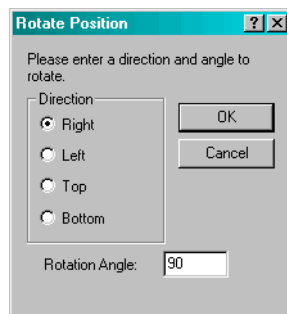 Rotate Position
Please enter a direction and angle to
rotate.
Direction
Right
OK
Left
Cancel
Top
Bottom
Rotation Angle: 90